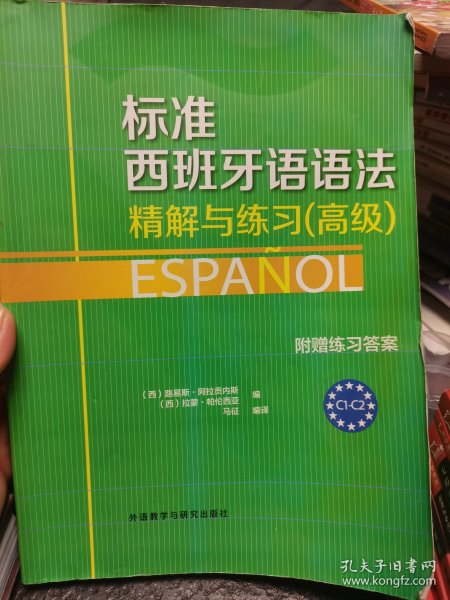 标准
西班牙语语法
精解与练习(高级)
ESPAÑOL
附赠练习答案
(西)路易斯·阿拉贡内斯 编
(西)拉蒙·帕伦西亚
马征 编译
C1-C2
外语教学与研究出版社
孔夫子旧书网
www.kongfz.com